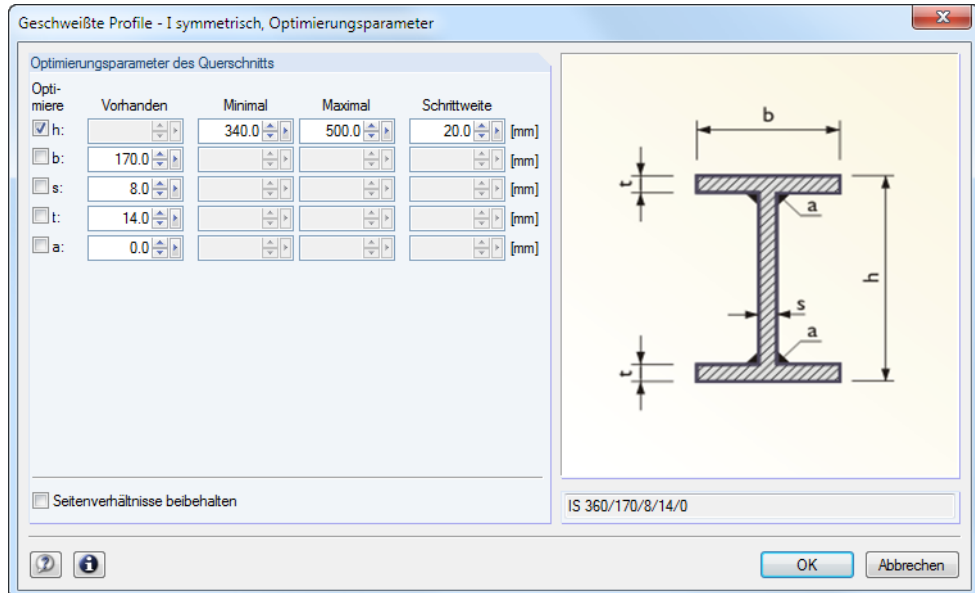 Geschweißte Profile - I symmetrisch, Optimierungsparameter
Optimierungsparameter des Querschnitts
Opti-
miere Vorhanden Minimal Maximal Schrittweite
h: 340.0 500.0 20.0 [mm]
b: 170.0 [mm]
s: 8.0 [mm]
t: 14.0 [mm]
a: 0.0 [mm]
Seitenverhältnisse beibehalten
b
t
a
h
s
a
t
IS 360/170/8/14/0
OK Abbrechen